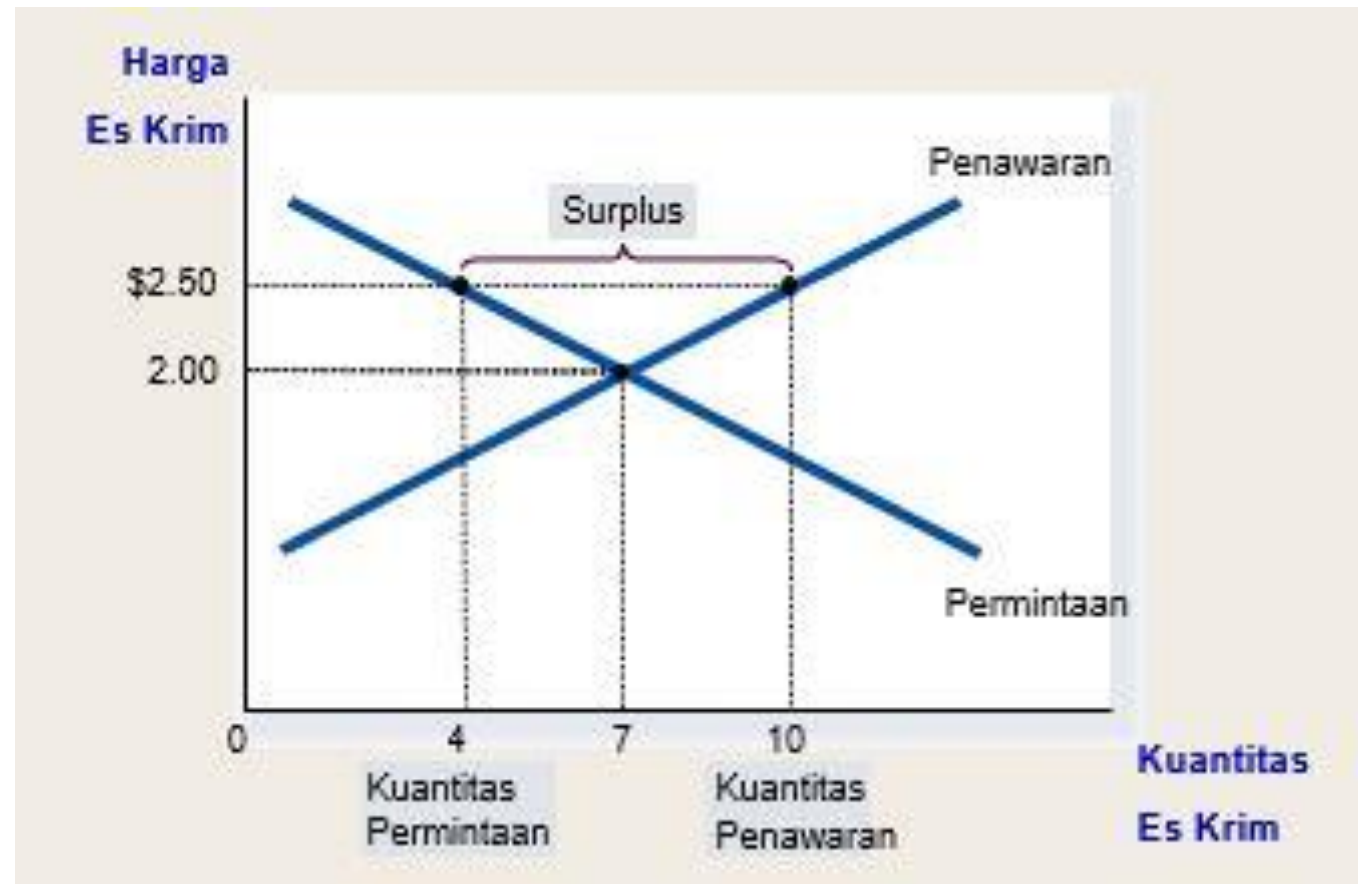 Harga
Es Krim
Penawaran
Surplus
$2.50
2.00
Permintaan
0 4 7 10
Kuantitas
Permintaan
Kuantitas
Penawaran
Kuantitas
Es Krim